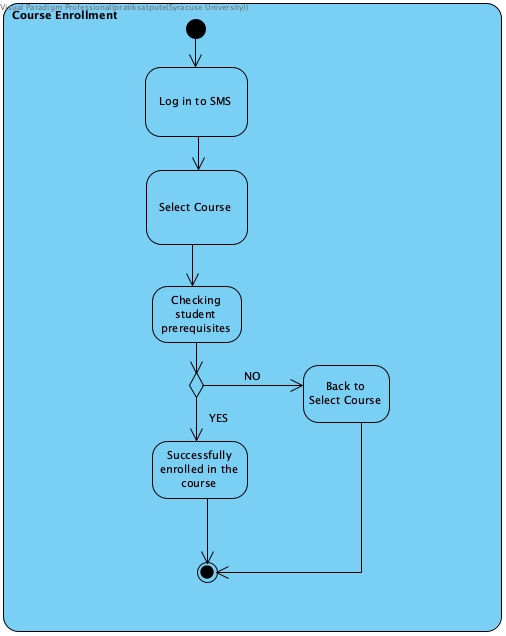 Visual Paradigm Professional(pratiksatpute(Syracuse University))
Course Enrollment
Log in to SMS
Select Course
Checking
student
prerequisites
NO
Back to
Select Course
YES
Successfully
enrolled in the
course